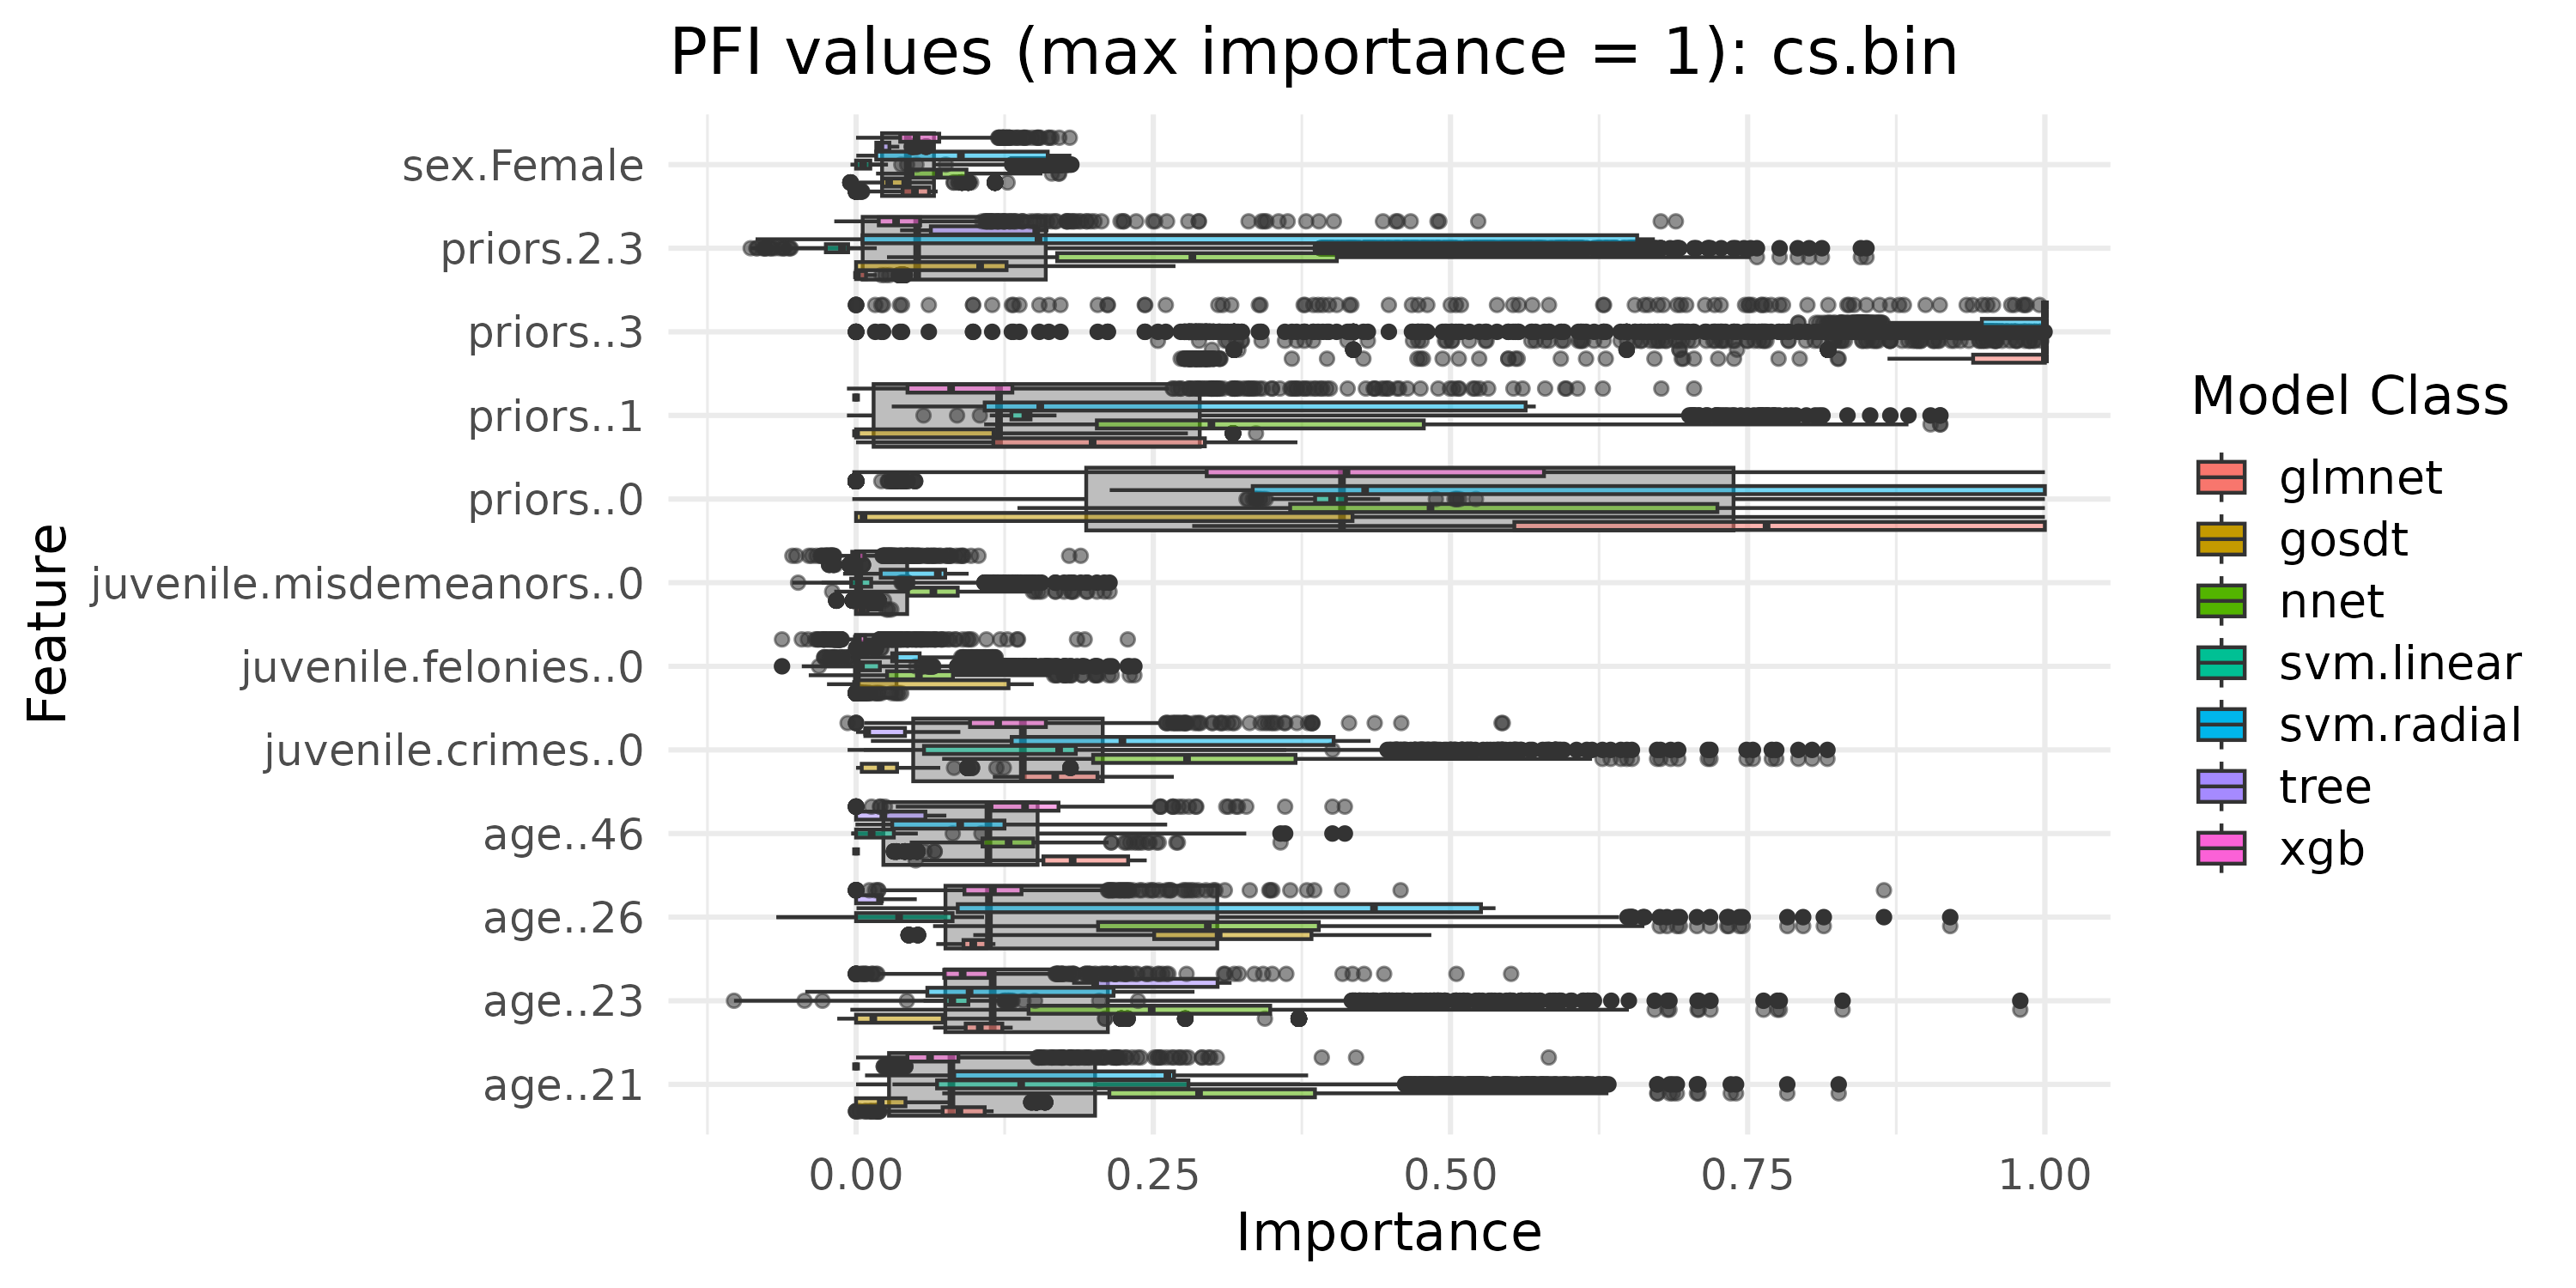 PFI values (max importance = 1): cs.bin
Feature
sex.Female
priors.2.3
priors..3
priors..1
priors..0
juvenile.misdemeanors..0
juvenile.felonies..0
juvenile.crimes..0
age..46
age..26
age..23
age..21
0.00 0.25 0.50 0.75 1.00
Importance
Model Class
glmnet
gosdt
nnet
svm.linear
svm.radial
tree
xgb